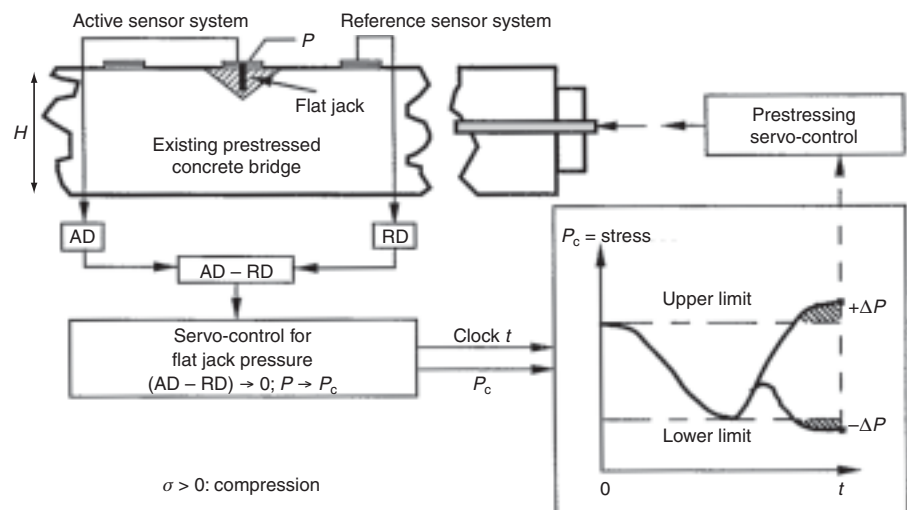 Active sensor system
Reference sensor system
P
Flat jack
H
Existing prestressed
concrete bridge
Prestressing
servo-control
AD
RD
AD – RD
P_c = stress
Upper limit
+ΔP
Servo-control for
flat jack pressure
(AD – RD) → 0; P → P_c
Clock t
P_c
Lower limit
–ΔP
σ > 0: compression
0
t